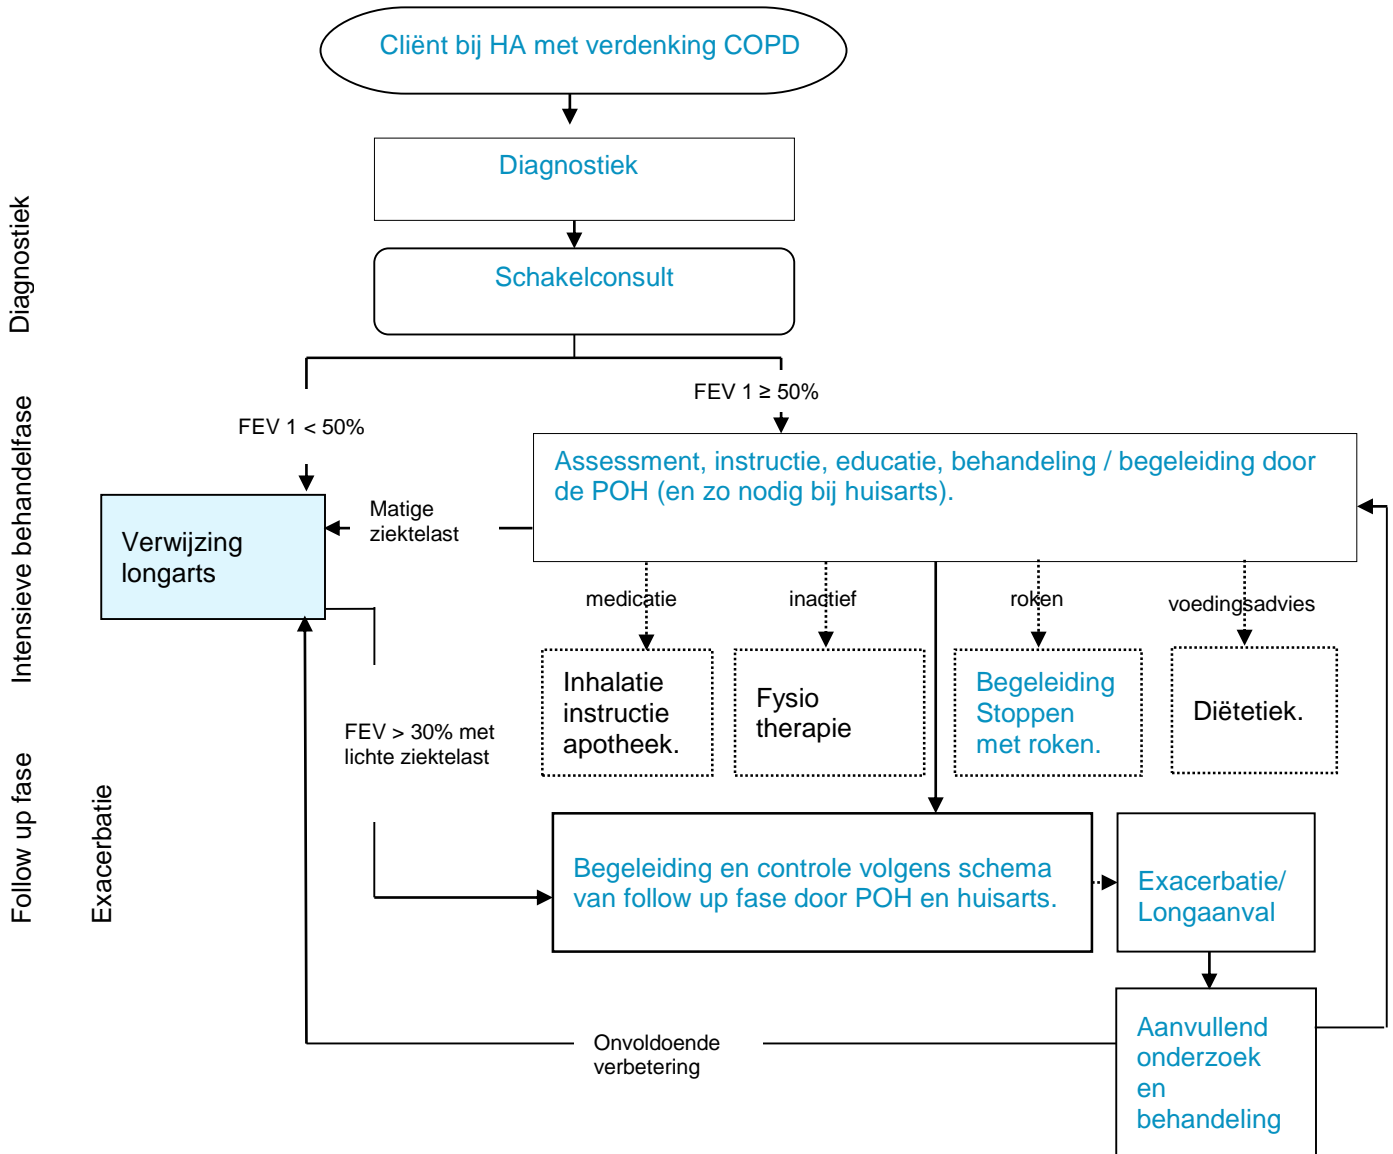 Cliënt bij HA met verdenking COPD
Diagnostiek
Schakelconsult
Diagnostiek
FEV 1 < 50%
FEV 1 ≥ 50%
Intensieve behandelfase
Assessment, instructie, educatie, behandeling / begeleiding door
de POH (en zo nodig bij huisarts).
Matige
ziektelast
Verwijzing
longarts
medicatie
inactief
roken
voedingsadvies
Inhalatie
instructie
apotheek.
Fysio
therapie
Begeleiding
Stoppen
met roken.
Diëtetiek.
FEV > 30% met
lichte ziektelast
Follow up fase
Exacerbatie
Begeleiding en controle volgens schema
van follow up fase door POH en huisarts.
Exacerbatie/
Longaanval
Onvoldoende
verbetering
Aanvullend
onderzoek
en
behandeling